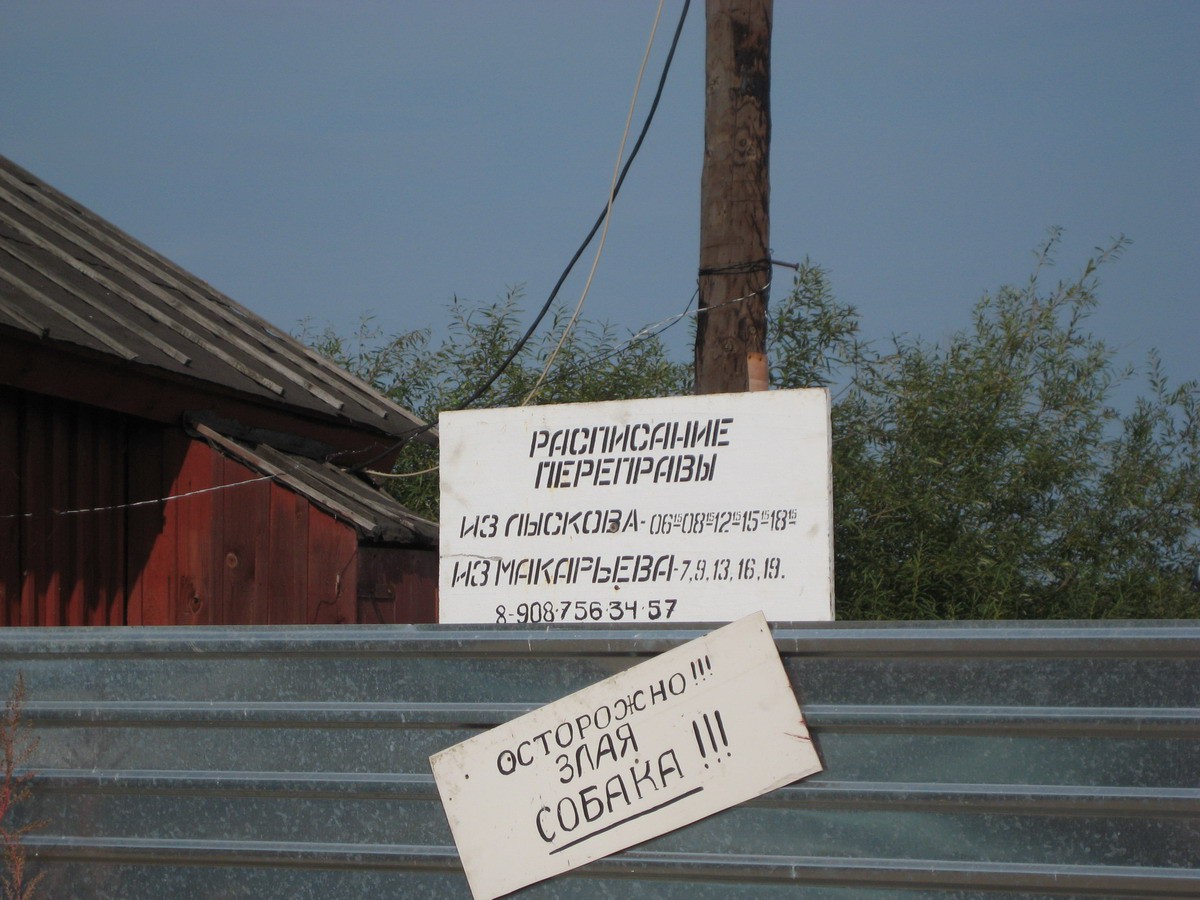 РАСПИСАНИЕ
ПЕРЕПРАВЫ
ИЗ ЛЫСКОВА- 06¹⁵-08¹⁵-12¹⁵-15¹⁵-18¹⁵
ИЗ МАКАРЬЕВА-7,9,13,16,19.
8-908-756-34-57
ОСТОРОЖНО!!!
ЗЛАЯ
СОБАКА!!!